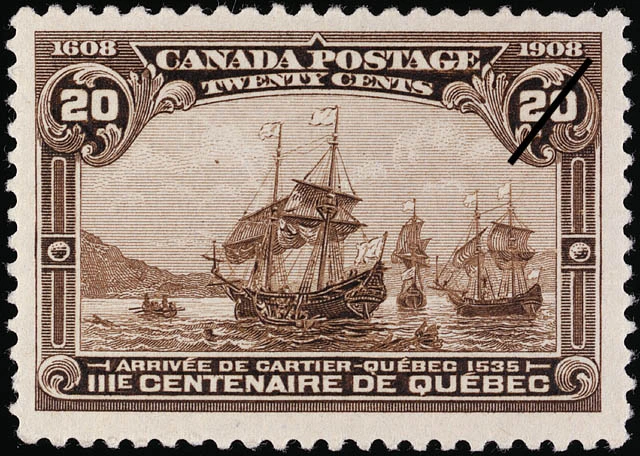 1608 1908
CANADA POSTAGE
TWENTY CENTS
20 20
ARRIVÉE DE CARTIER-QUÉBEC 1535
IIIE CENTENAIRE DE QUÉBEC